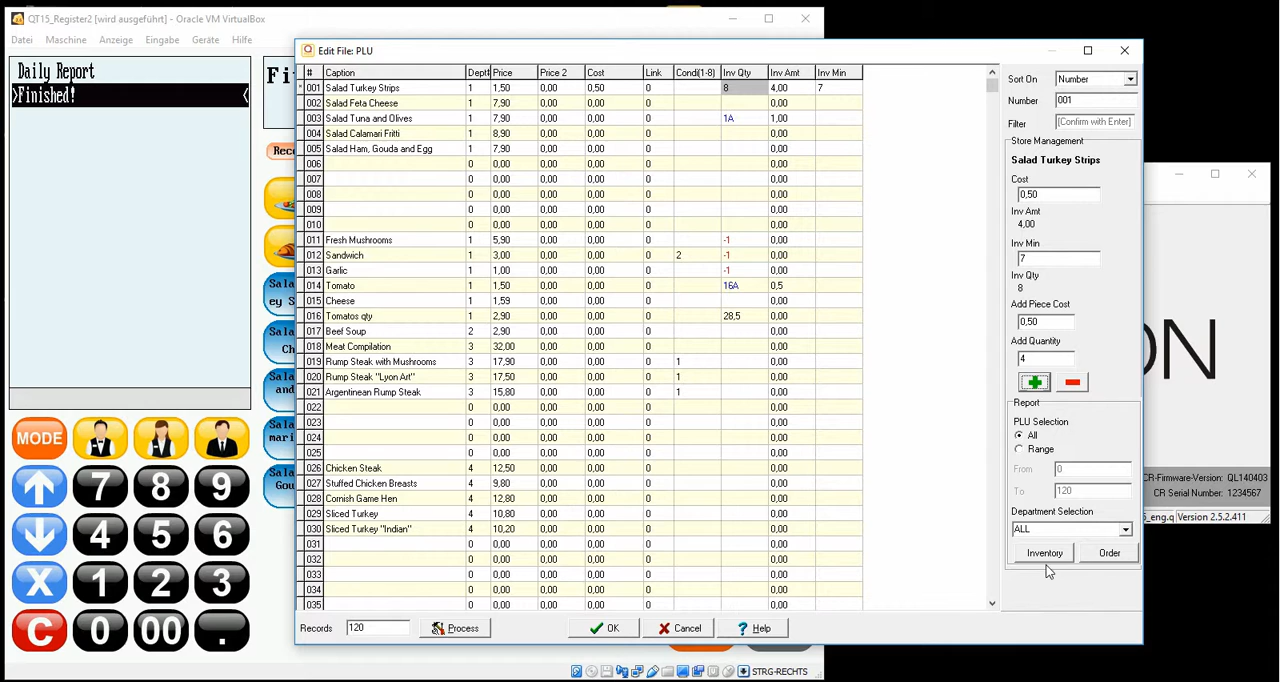 QT15_Register2 [wird ausgeführt] - Oracle VM VirtualBox
Datei Maschine Anzeige Eingabe Geräte Hilfe
Daily Report
>Finished! <
Fi
Rec
Sala
ey S
Sala
Ch
Sala
and
Sala
mari
Sala
Gou
MODE
7 8 9
4 5 6
X 1 2 3
C 0 00 .
STRG-RECHTS
Edit File: PLU
# Caption Dept# Price Price 2 Cost Link Condi(1-8) Inv Qty Inv Amt Inv Min
* 001 Salad Turkey Strips 1 1,50 0,00 0,50 0 8 4,00 7
002 Salad Feta Cheese 1 7,90 0,00 0,00 0 0,00
003 Salad Tuna and Olives 1 7,90 0,00 0,00 0 1A 1,00
004 Salad Calamari Fritti 1 8,90 0,00 0,00 0 0,00
005 Salad Ham, Gouda and Egg 1 7,90 0,00 0,00 0 0,00
006 0 0,00 0,00 0,00 0 0,00
007 0 0,00 0,00 0,00 0 0,00
008 0 0,00 0,00 0,00 0 0,00
009 0 0,00 0,00 0,00 0 0,00
010 0 0,00 0,00 0,00 0 0,00
011 Fresh Mushrooms 1 5,90 0,00 0,00 0 -1 0,00
012 Sandwich 1 3,00 0,00 0,00 0 2 -1 0,00
013 Garlic 1 1,00 0,00 0,00 0 -1 0,00
014 Tomato 1 1,50 0,00 0,00 0 16A 0,5
015 Cheese 1 1,59 0,00 0,00 0 0,00
016 Tomatos qty 1 2,90 0,00 0,00 0 28,5 0,00
017 Beef Soup 2 2,90 0,00 0,00 0 0,00
018 Meat Compilation 3 32,00 0,00 0,00 0 0,00
019 Rump Steak with Mushrooms 3 17,90 0,00 0,00 0 1 0,00
020 Rump Steak "Lyon Art" 3 17,50 0,00 0,00 0 1 0,00
021 Argentinean Rump Steak 3 15,80 0,00 0,00 0 1 0,00
022 0 0,00 0,00 0,00 0 0,00
023 0 0,00 0,00 0,00 0 0,00
024 0 0,00 0,00 0,00 0 0,00
025 0 0,00 0,00 0,00 0 0,00
026 Chicken Steak 4 12,50 0,00 0,00 0 0,00
027 Stuffed Chicken Breasts 4 9,80 0,00 0,00 0 0,00
028 Cornish Game Hen 4 12,80 0,00 0,00 0 0,00
029 Sliced Turkey 4 10,80 0,00 0,00 0 0,00
030 Sliced Turkey "Indian" 4 10,20 0,00 0,00 0 0,00
031 0 0,00 0,00 0,00 0 0,00
032 0 0,00 0,00 0,00 0 0,00
033 0 0,00 0,00 0,00 0 0,00
034 0 0,00 0,00 0,00 0 0,00
035 0 0,00 0,00 0,00 0 0,00
Records 120 Process OK Cancel Help
Sort On Number
Number 001
Filter [Confirm with Enter]
Store Management
Salad Turkey Strips
Cost
0,50
Inv Amt
4,00
Inv Min
7
Inv Qty
8
Add Piece Cost
0,50
Add Quantity
4
Report
PLU Selection
All
Range
From 0
To 120
Department Selection
ALL
Inventory Order
ON
CR-Firmware-Version: QL140403
CR Serial Number: 1234567
_eng.q Version 2.5.2.411